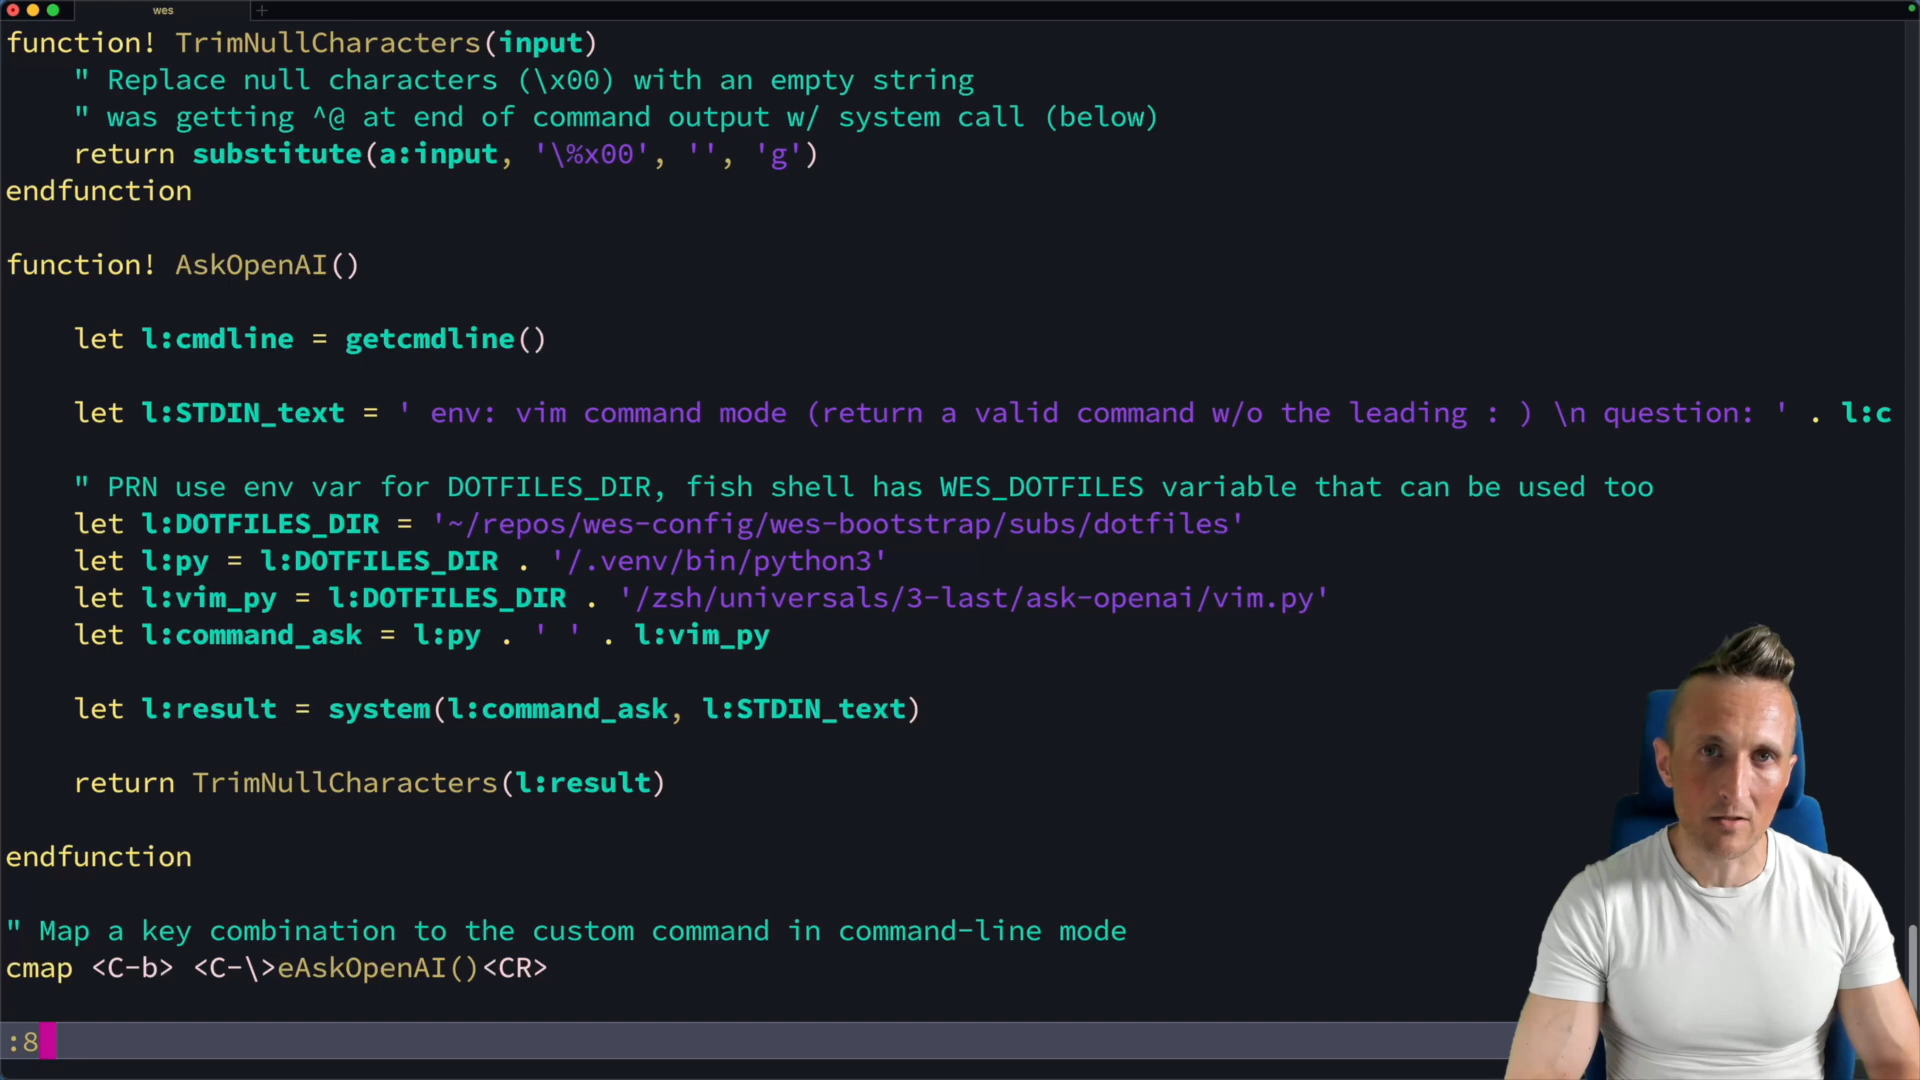 wes
function! TrimNullCharacters(input)
" Replace null characters (\x00) with an empty string
" was getting ^@ at end of command output w/ system call (below)
return substitute(a:input, '\%x00', '', 'g')
endfunction
function! AskOpenAI()
let l:cmdline = getcmdline()
let l:STDIN_text = ' env: vim command mode (return a valid command w/o the leading : ) \n question: ' . l:c
" PRN use env var for DOTFILES_DIR, fish shell has WES_DOTFILES variable that can be used too
let l:DOTFILES_DIR = '~/repos/wes-config/wes-bootstrap/subs/dotfiles'
let l:py = l:DOTFILES_DIR . '/.venv/bin/python3'
let l:vim_py = l:DOTFILES_DIR . '/zsh/universals/3-last/ask-openai/vim.py'
let l:command_ask = l:py . ' ' . l:vim_py
let l:result = system(l:command_ask, l:STDIN_text)
return TrimNullCharacters(l:result)
endfunction
" Map a key combination to the custom command in command-line mode
cmap <C-b> <C-\>eAskOpenAI()<CR>
:8